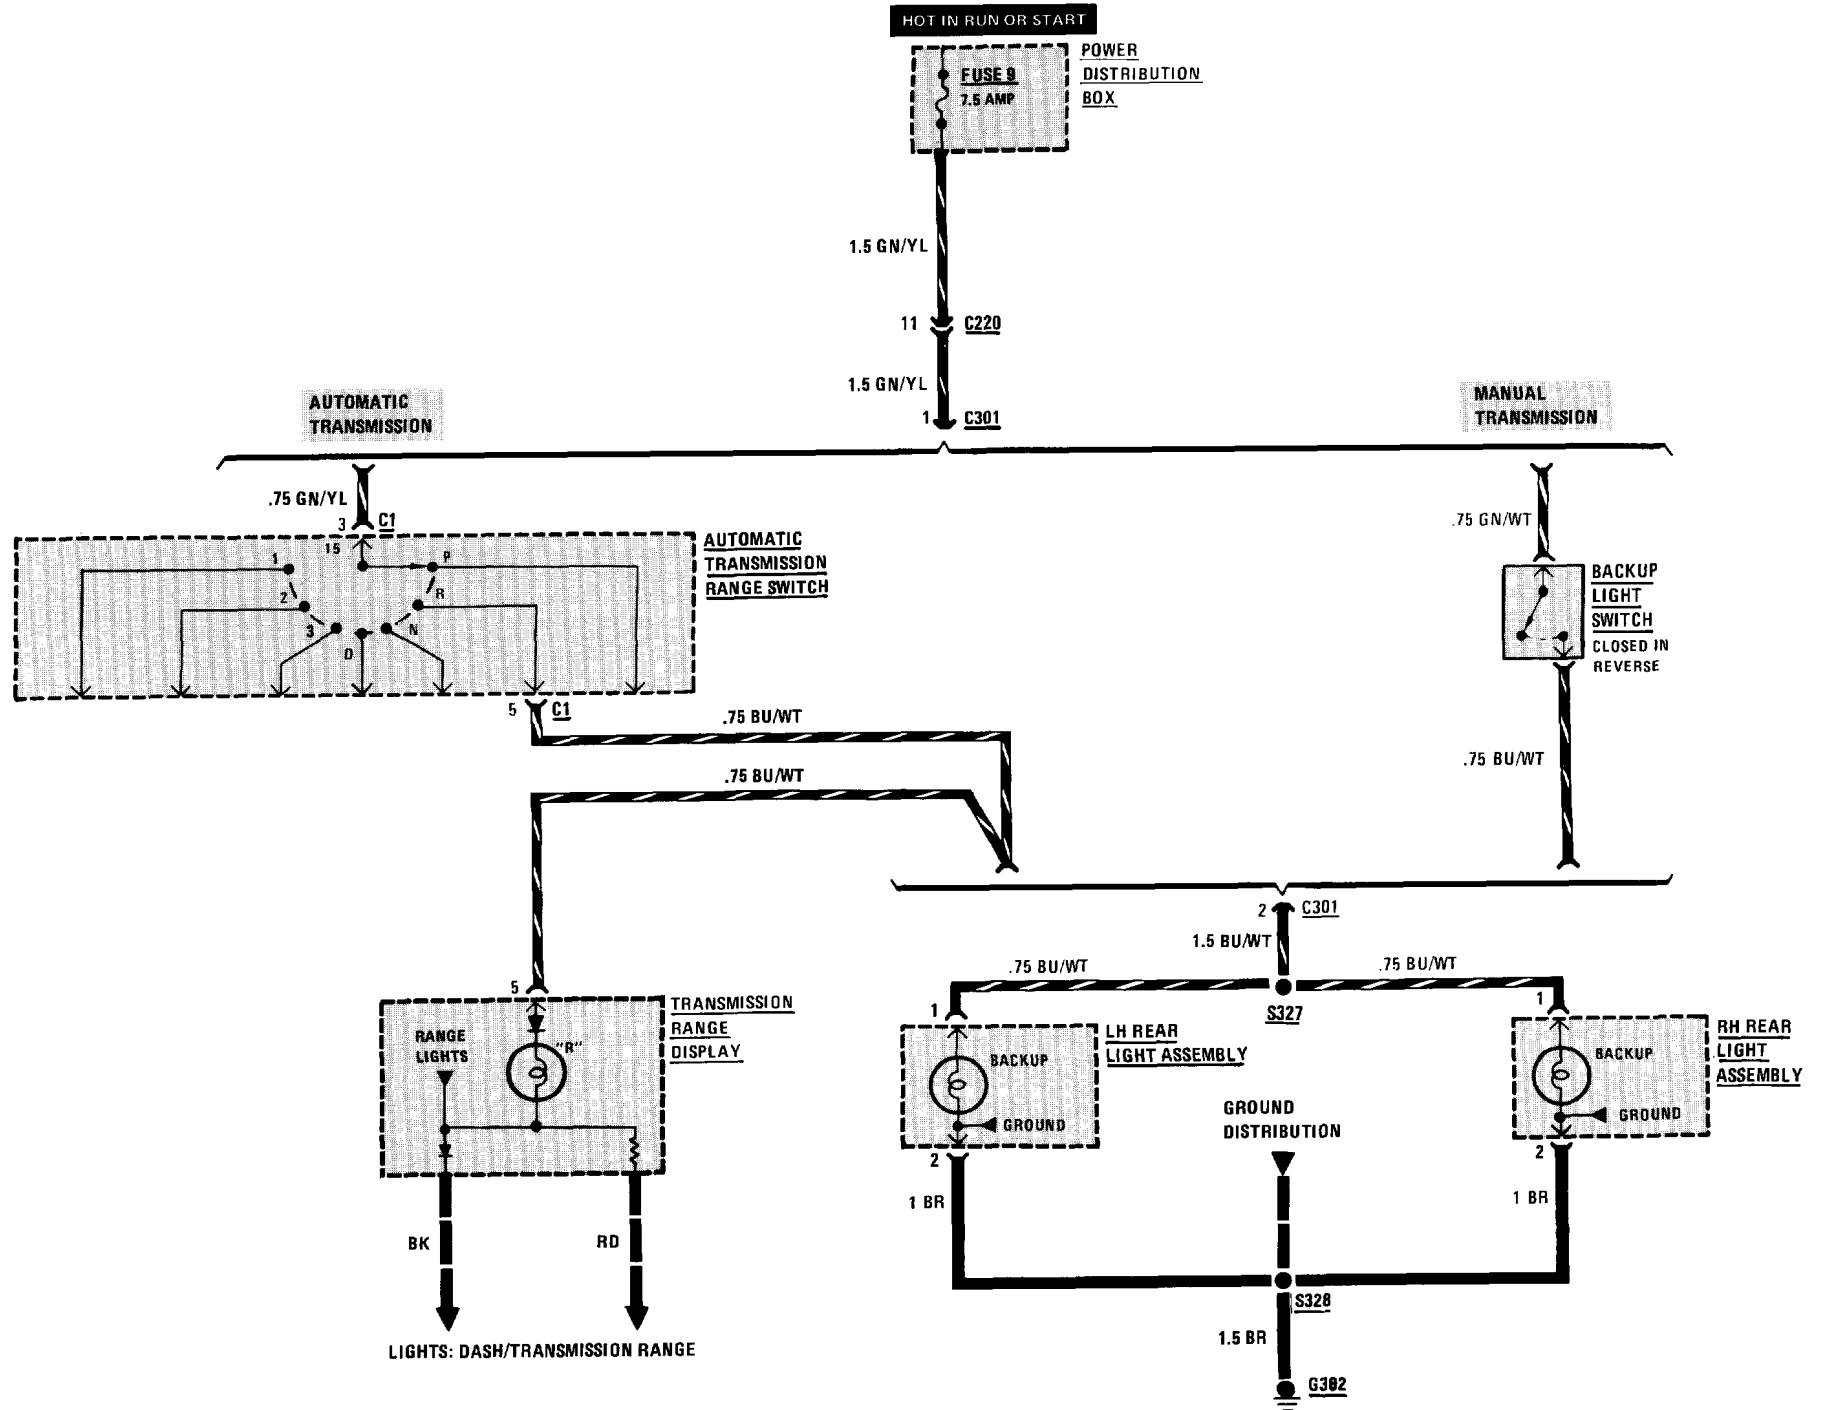 HOT IN RUN OR START
POWER
DISTRIBUTION
BOX
FUSE 9
7.5 AMP
1.5 GN/YL
11 C220
1.5 GN/YL
1 C301
AUTOMATIC
TRANSMISSION
MANUAL
TRANSMISSION
.75 GN/YL
3 C1
15
1
2
3
D
N
R
P
AUTOMATIC
TRANSMISSION
RANGE SWITCH
.75 GN/WT
BACKUP
LIGHT
SWITCH
CLOSED IN
REVERSE
5 C1
.75 BU/WT
.75 BU/WT
.75 BU/WT
2 C301
1.5 BU/WT
.75 BU/WT
.75 BU/WT
S327
5
TRANSMISSION
RANGE
DISPLAY
RANGE
LIGHTS
"R"
1
LH REAR
LIGHT ASSEMBLY
BACKUP
GROUND
2
1 BR
GROUND
DISTRIBUTION
1
RH REAR
LIGHT
ASSEMBLY
BACKUP
GROUND
2
1 BR
BK
RD
S328
1.5 BR
G302
LIGHTS: DASH/TRANSMISSION RANGE